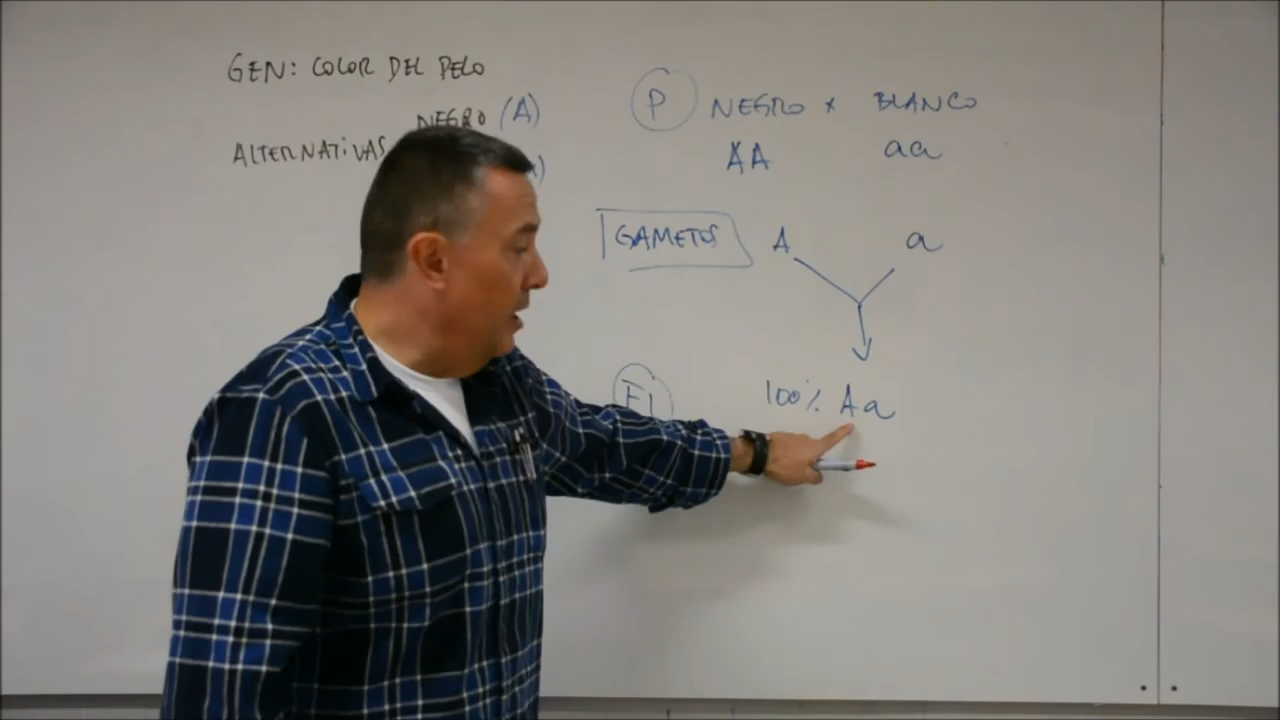 GEN: COLOR DEL PELO
NEGRO (A)
ALTERNATIVAS
P NEGRO x BLANCO
AA aa
GAMETOS A a
F1 100% Aa